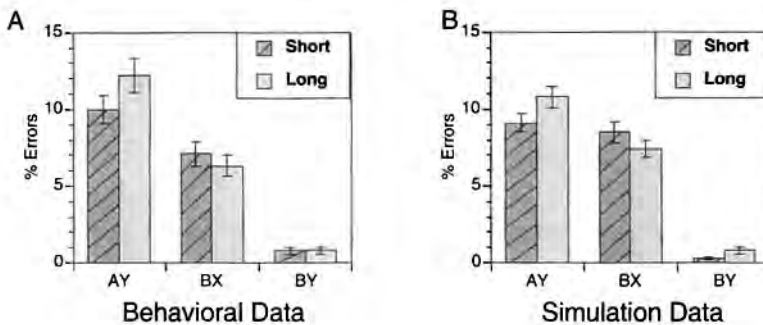 A
15
10
5
0
% Errors
Short
Long
AY BX BY
Behavioral Data
B
15
10
5
0
% Errors
Short
Long
AY BX BY
Simulation Data